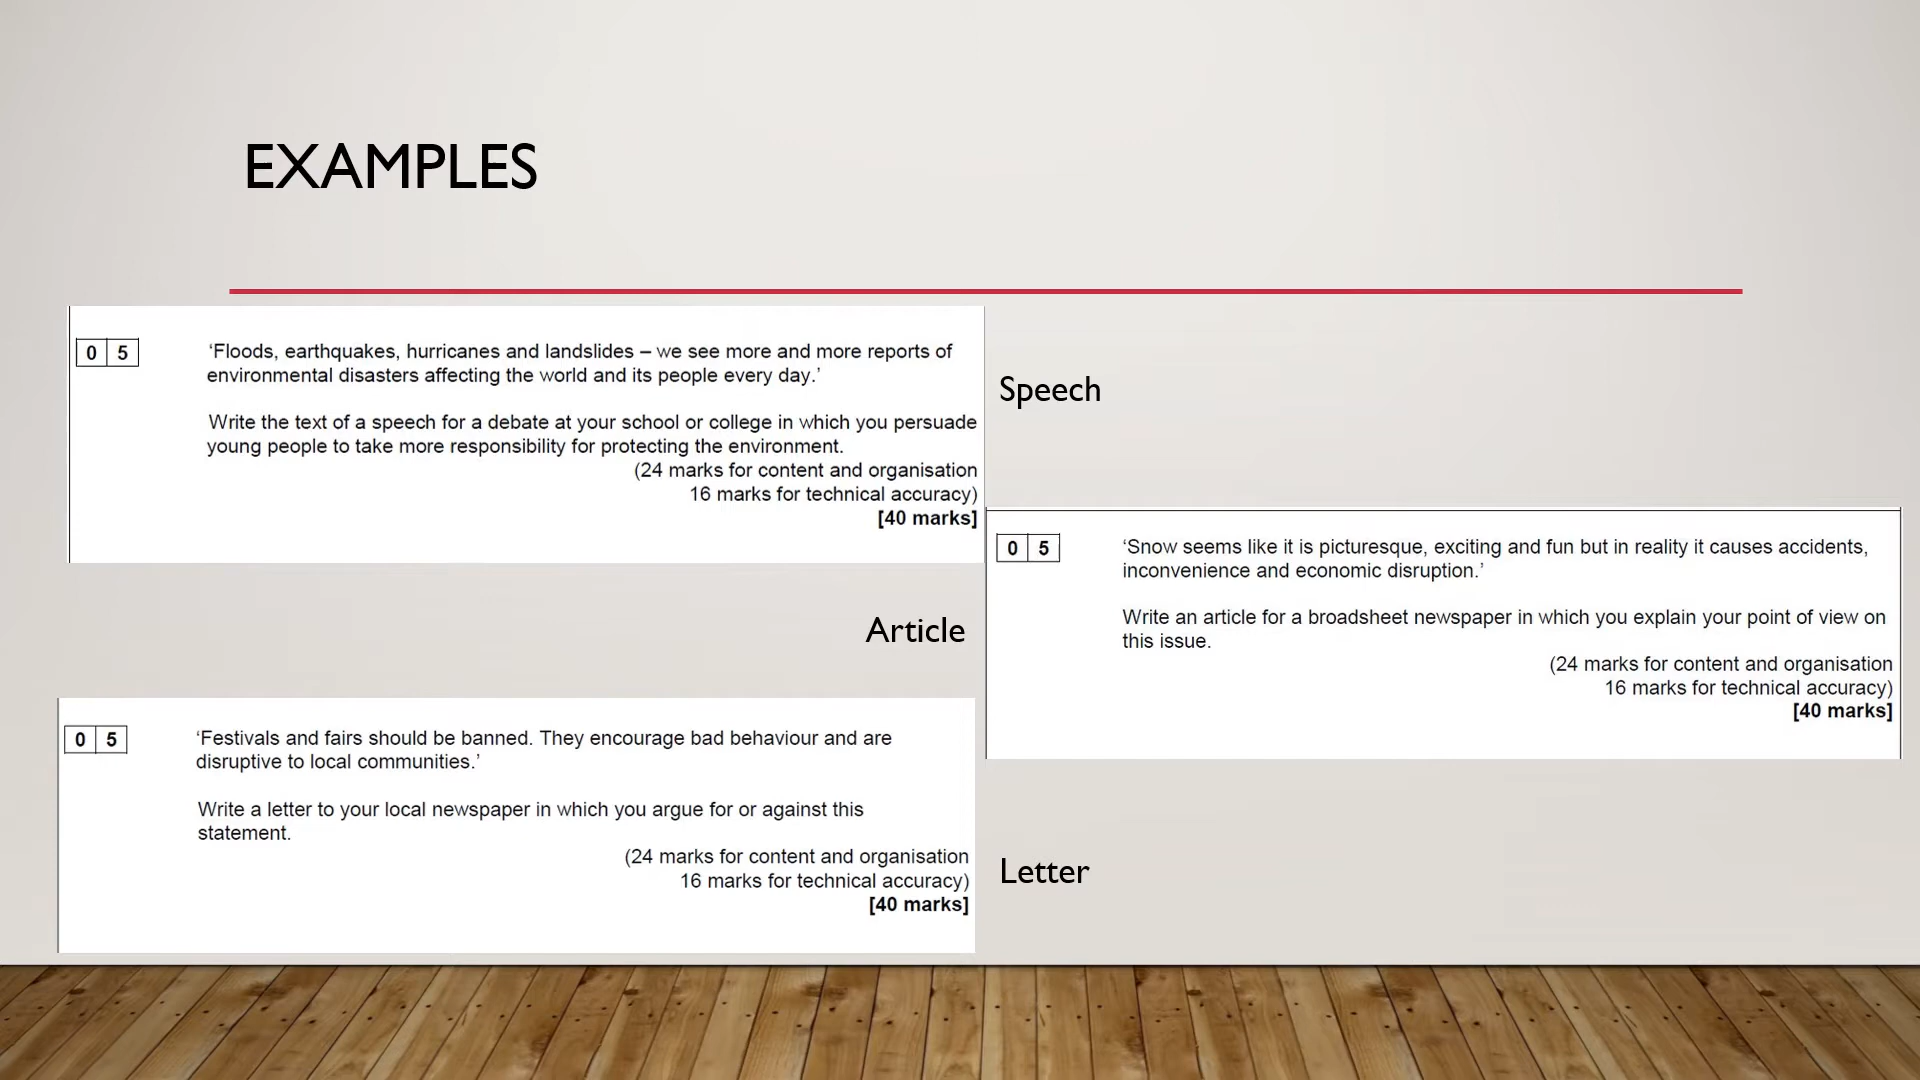 EXAMPLES
0 5
‘Floods, earthquakes, hurricanes and landslides – we see more and more reports of
environmental disasters affecting the world and its people every day.’
Write the text of a speech for a debate at your school or college in which you persuade
young people to take more responsibility for protecting the environment.
(24 marks for content and organisation
16 marks for technical accuracy)
[40 marks]
Speech
0 5
‘Snow seems like it is picturesque, exciting and fun but in reality it causes accidents,
inconvenience and economic disruption.’
Write an article for a broadsheet newspaper in which you explain your point of view on
this issue.
(24 marks for content and organisation
16 marks for technical accuracy)
[40 marks]
Article
0 5
‘Festivals and fairs should be banned. They encourage bad behaviour and are
disruptive to local communities.’
Write a letter to your local newspaper in which you argue for or against this
statement.
(24 marks for content and organisation
16 marks for technical accuracy)
[40 marks]
Letter